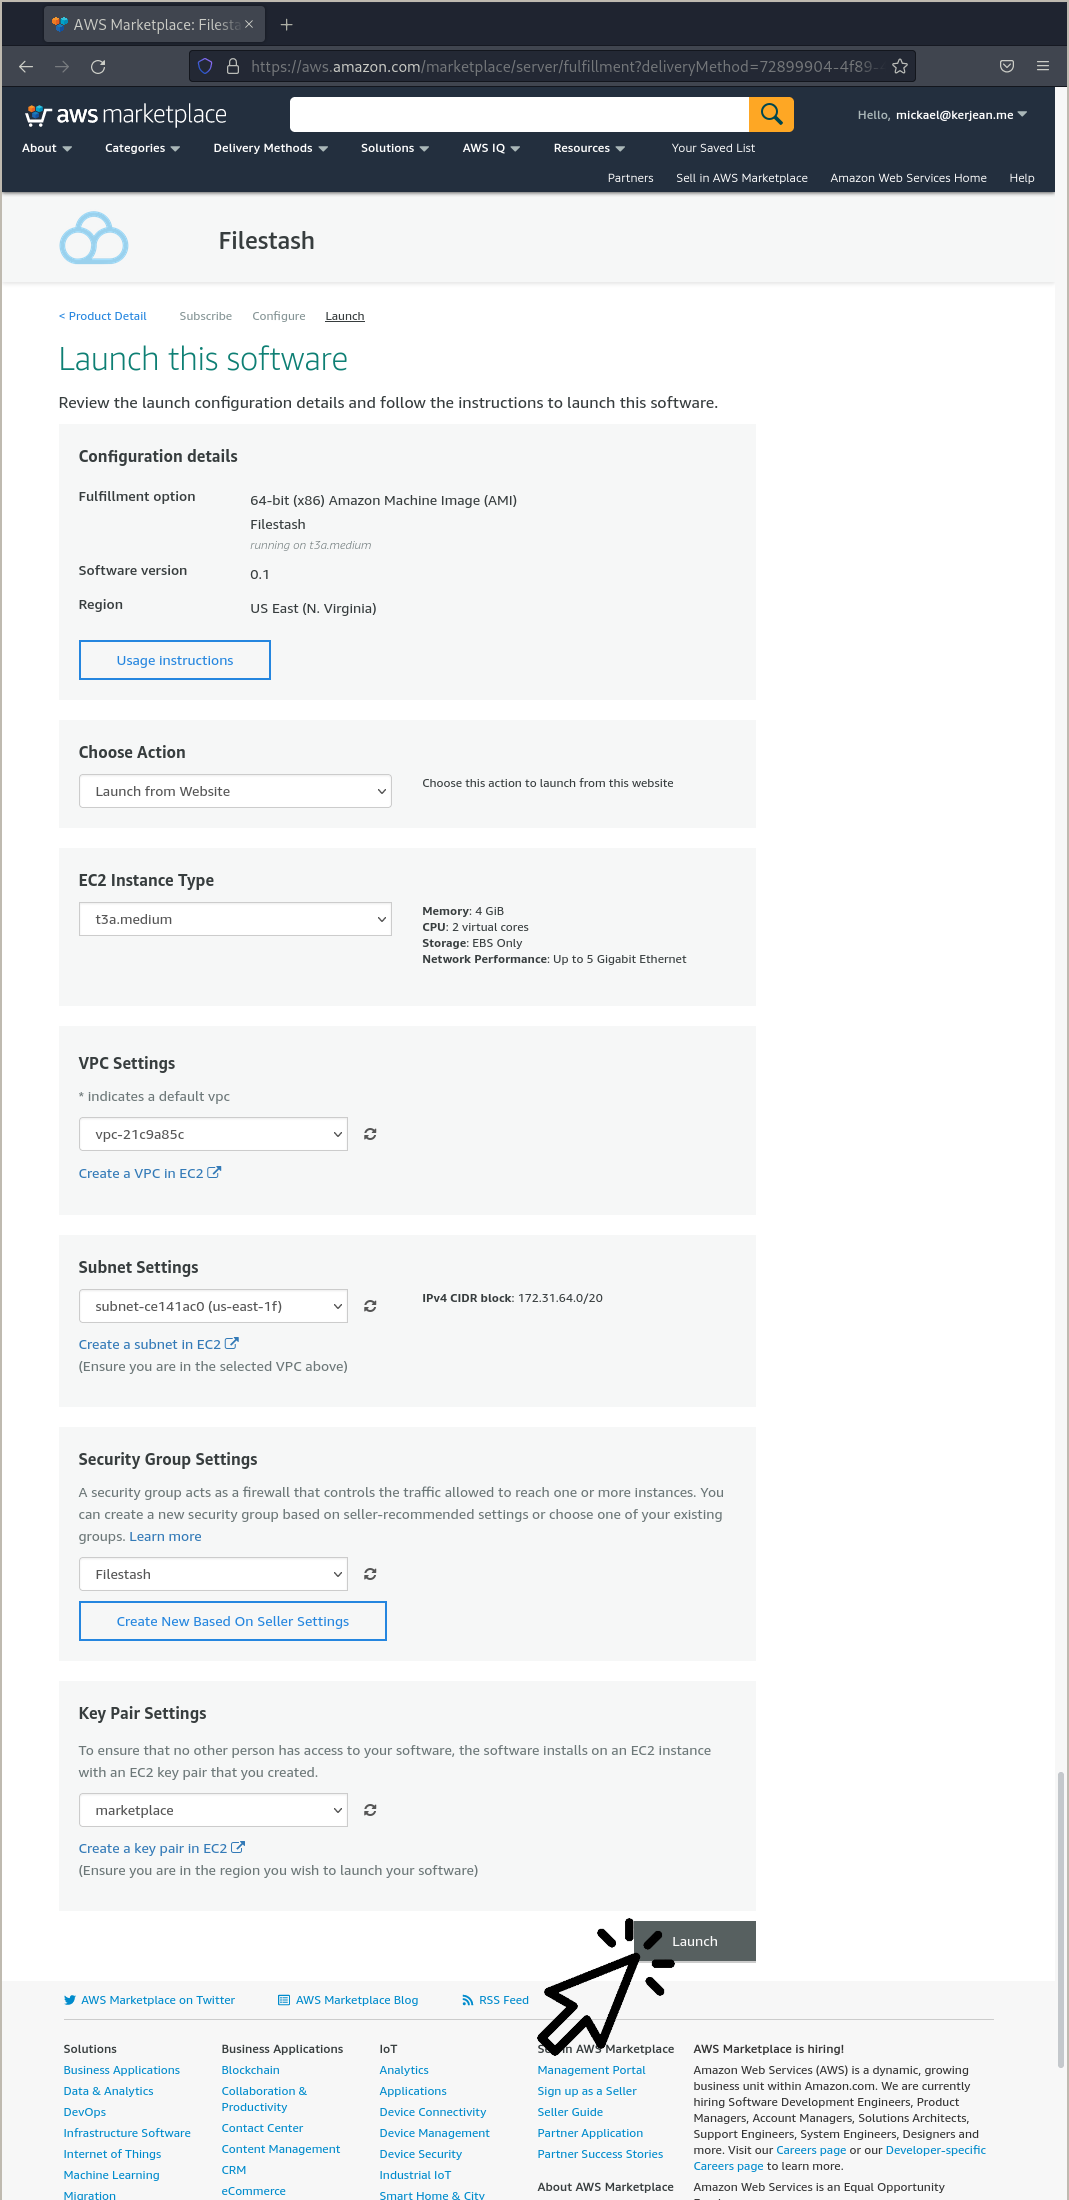 AWS Marketplace: Filesta
https://aws.amazon.com/marketplace/server/fulfillment?deliveryMethod=72899904-4f89-
aws marketplace
Hello, mickael@kerjean.me
About Categories Delivery Methods Solutions AWS IQ Resources Your Saved List
Partners Sell in AWS Marketplace Amazon Web Services Home Help
Filestash
< Product Detail Subscribe Configure Launch
Launch this software
Review the launch configuration details and follow the instructions to launch this software.
Configuration details
Fulfillment option
64-bit (x86) Amazon Machine Image (AMI)
Filestash
running on t3a.medium
Software version
0.1
Region
US East (N. Virginia)
Usage instructions
Choose Action
Launch from Website
Choose this action to launch from this website
EC2 Instance Type
t3a.medium
Memory: 4 GiB
CPU: 2 virtual cores
Storage: EBS Only
Network Performance: Up to 5 Gigabit Ethernet
VPC Settings
* indicates a default vpc
vpc-21c9a85c
Create a VPC in EC2
Subnet Settings
subnet-ce141ac0 (us-east-1f)
IPv4 CIDR block: 172.31.64.0/20
Create a subnet in EC2
(Ensure you are in the selected VPC above)
Security Group Settings
A security group acts as a firewall that controls the traffic allowed to reach one or more instances. You
can create a new security group based on seller-recommended settings or choose one of your existing
groups. Learn more
Filestash
Create New Based On Seller Settings
Key Pair Settings
To ensure that no other person has access to your software, the software installs on an EC2 instance
with an EC2 key pair that you created.
marketplace
Create a key pair in EC2
(Ensure you are in the region you wish to launch your software)
Launch
AWS Marketplace on Twitter AWS Marketplace Blog RSS Feed
Solutions
Business Applications
Data & Analytics
DevOps
Infrastructure Software
Internet of Things
Machine Learning
Migration
Business Applications
Blockchain
Collaboration &
Productivity
Contact Center
Content Management
CRM
eCommerce
IoT
Analytics
Applications
Device Connectivity
Device Management
Device Security
Industrial IoT
Smart Home & City
in AWS Marketplace
Management Portal
Sign up as a Seller
Seller Guide
Partner Application
Partner Success Stories
About AWS Marketplace
AWS Marketplace is hiring!
Amazon Web Services (AWS) is a dynamic, growing
business unit within Amazon.com. We are currently
hiring Software Development Engineers, Product
Managers, Account Managers, Solutions Architects,
Support Engineers, System Engineers, Designers and
more. Visit our Careers page or our Developer-specific
Careers page to learn more.
Amazon Web Services is an Equal Opportunity